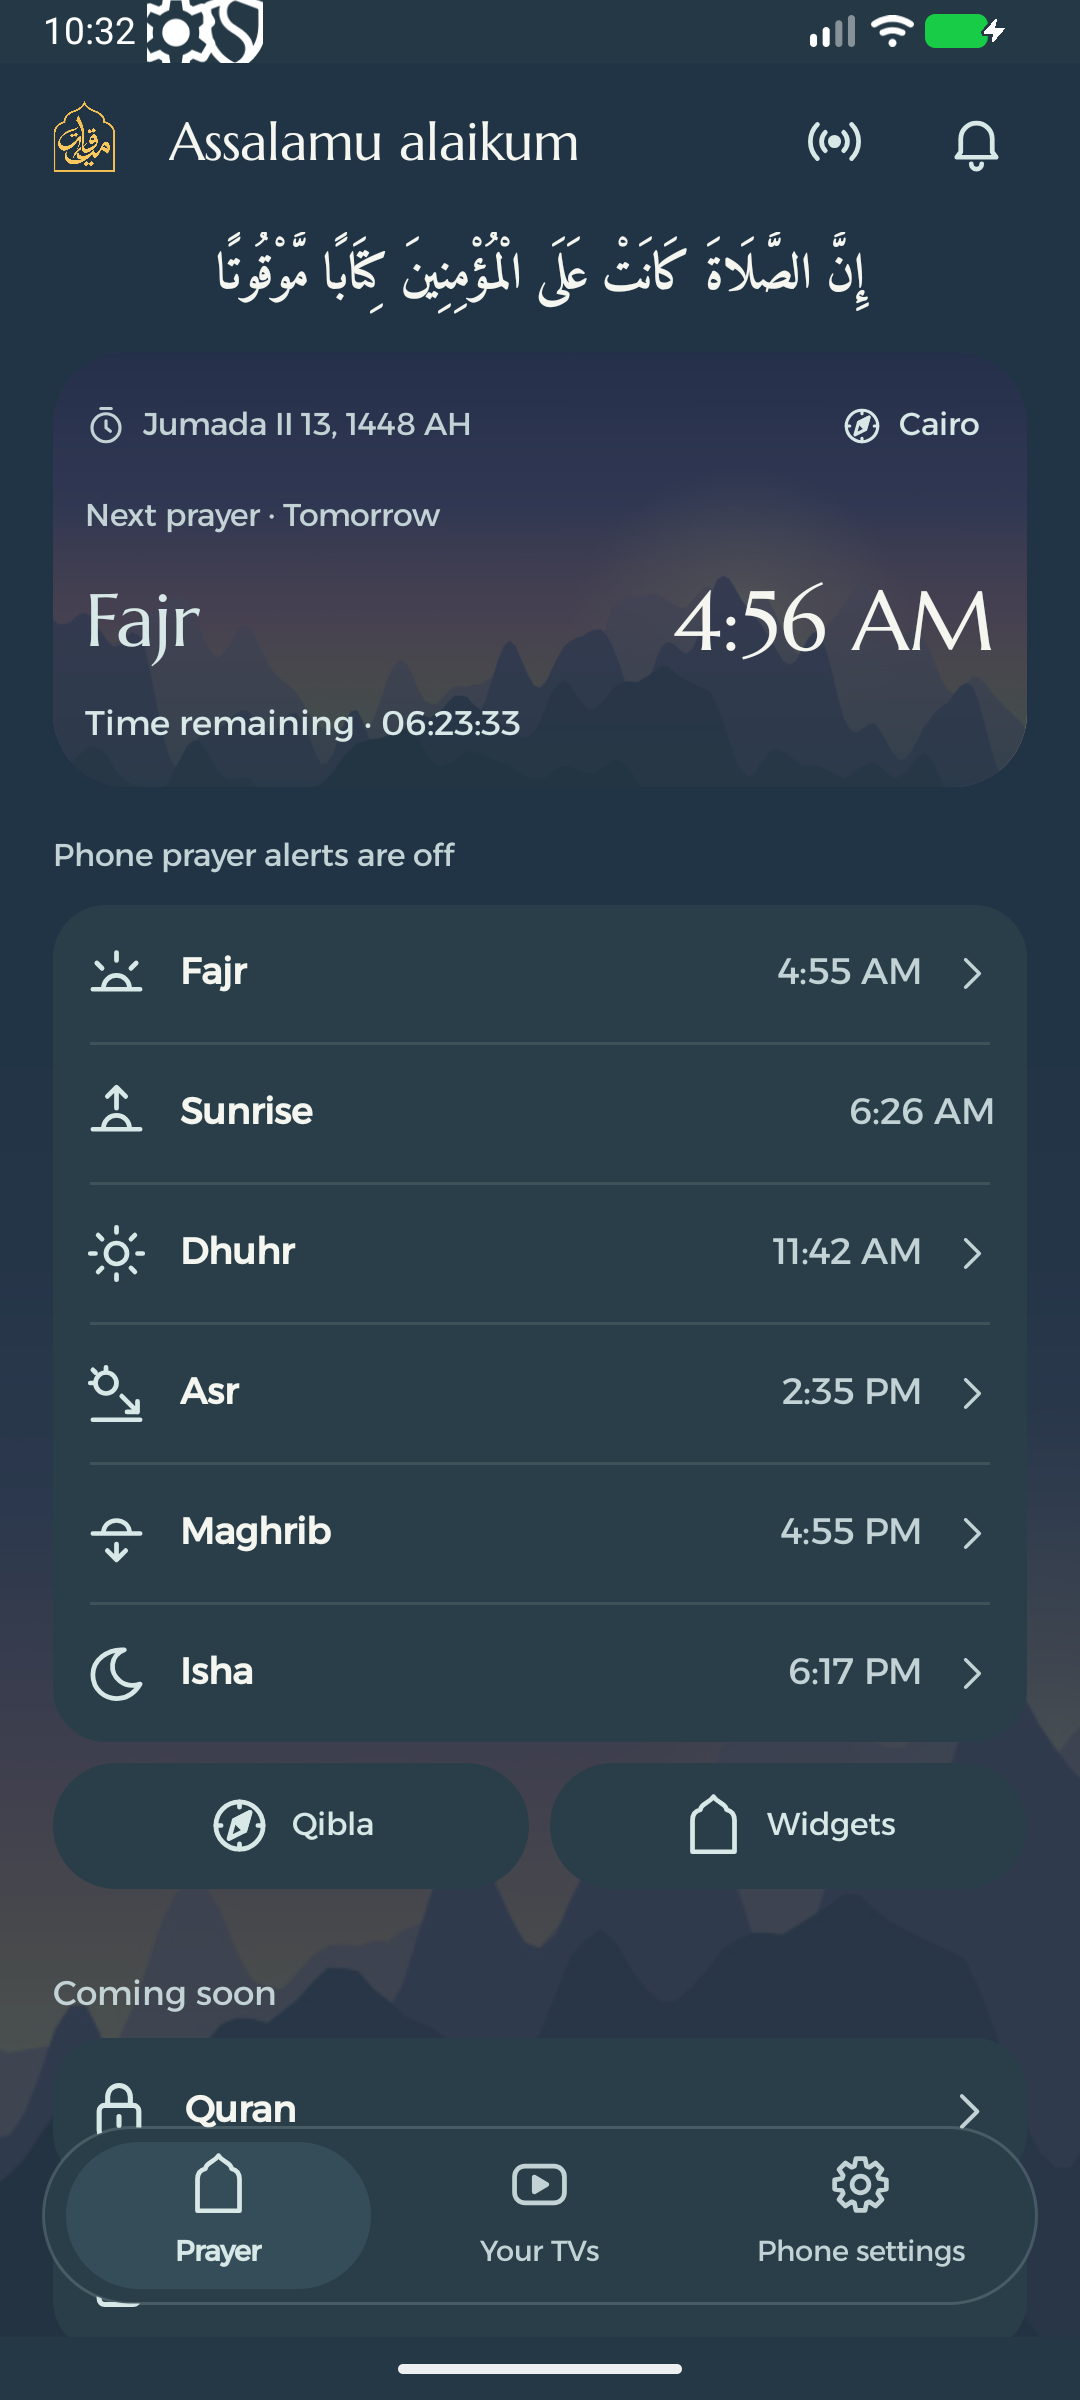 10:32
Assalamu alaikum
إِنَّ الصَّلَاةَ كَانَتْ عَلَى الْمُؤْمِنِينَ كِتَابًا مَّوْقُوتًا
Jumada II 13, 1448 AH
Cairo
Next prayer · Tomorrow
Fajr
4:56 AM
Time remaining · 06:23:33
Phone prayer alerts are off
Fajr
4:55 AM
Sunrise
6:26 AM
Dhuhr
11:42 AM
Asr
2:35 PM
Maghrib
4:55 PM
Isha
6:17 PM
Qibla
Widgets
Coming soon
Quran
Prayer
Your TVs
Phone settings